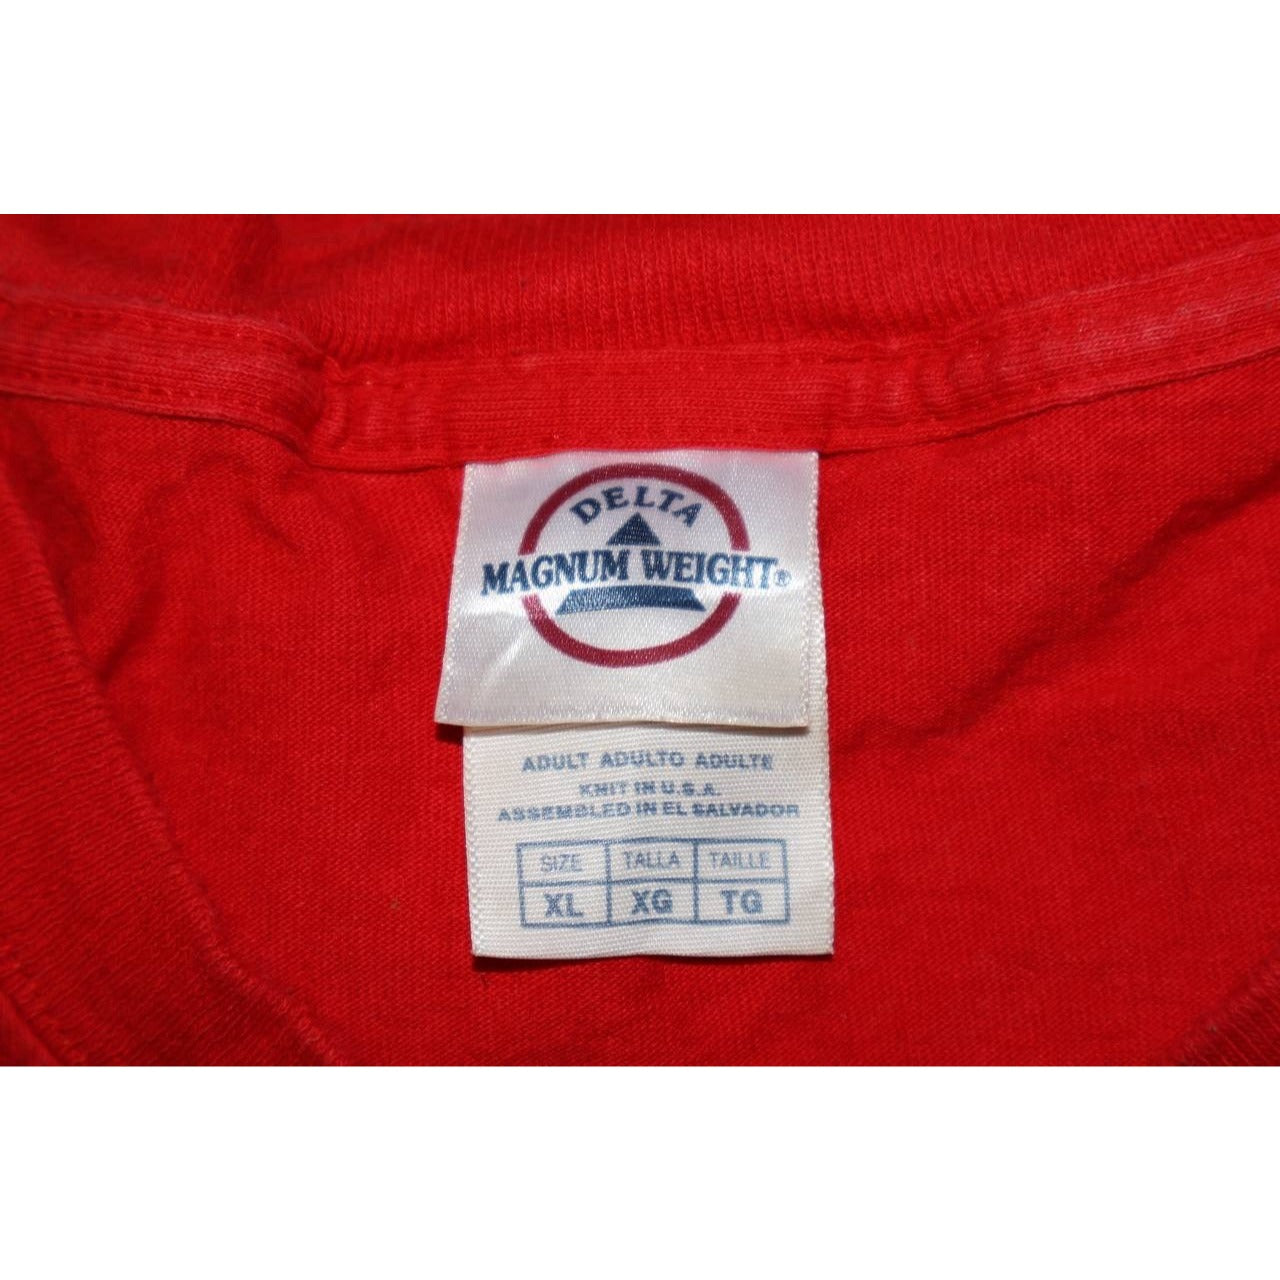 DELTA
MAGNUM WEIGHT®
ADULT ADULTO ADULTE
KNIT IN U.S.A.
ASSEMBLED IN EL SALVADOR
SIZE TALLA TAILLE
XL XG TG